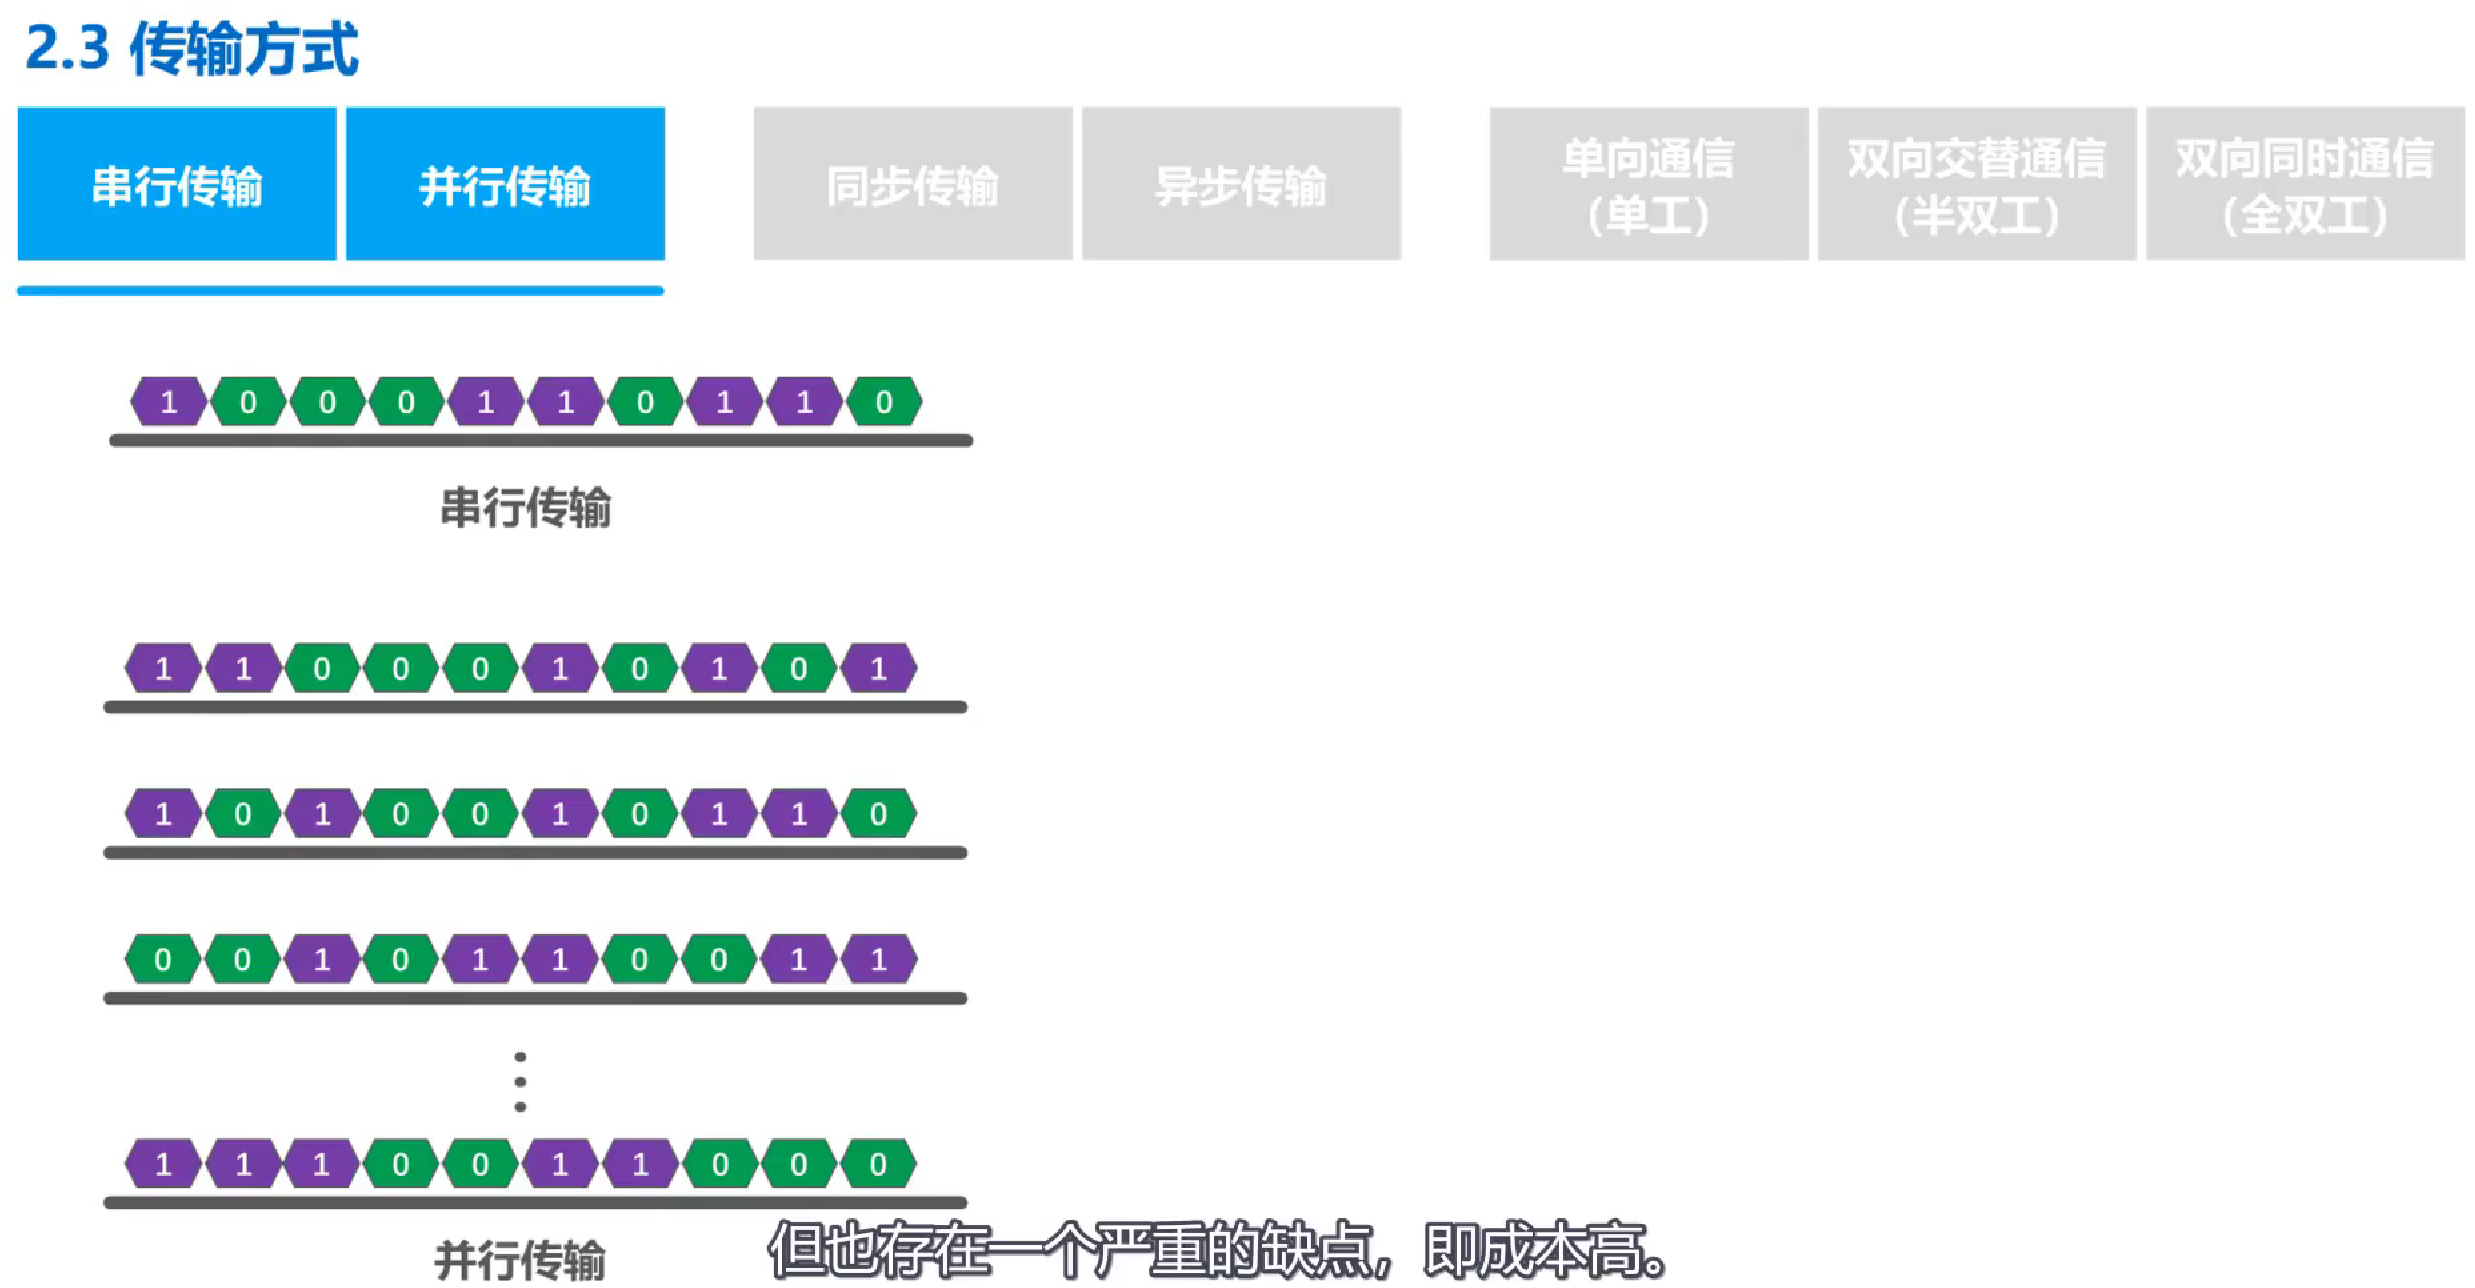 2.3 传输方式
串行传输
并行传输
同步传输
异步传输
单向通信
（单工）
双向交替通信
（半双工）
双向同时通信
（全双工）
1 0 0 0 1 1 0 1 1 0
串行传输
1 1 0 0 0 1 0 1 0 1
1 0 1 0 0 1 0 1 1 0
0 0 1 0 1 1 0 0 1 1
1 1 1 0 0 1 1 0 0 0
并行传输
但也存在一个严重的缺点，即成本高。